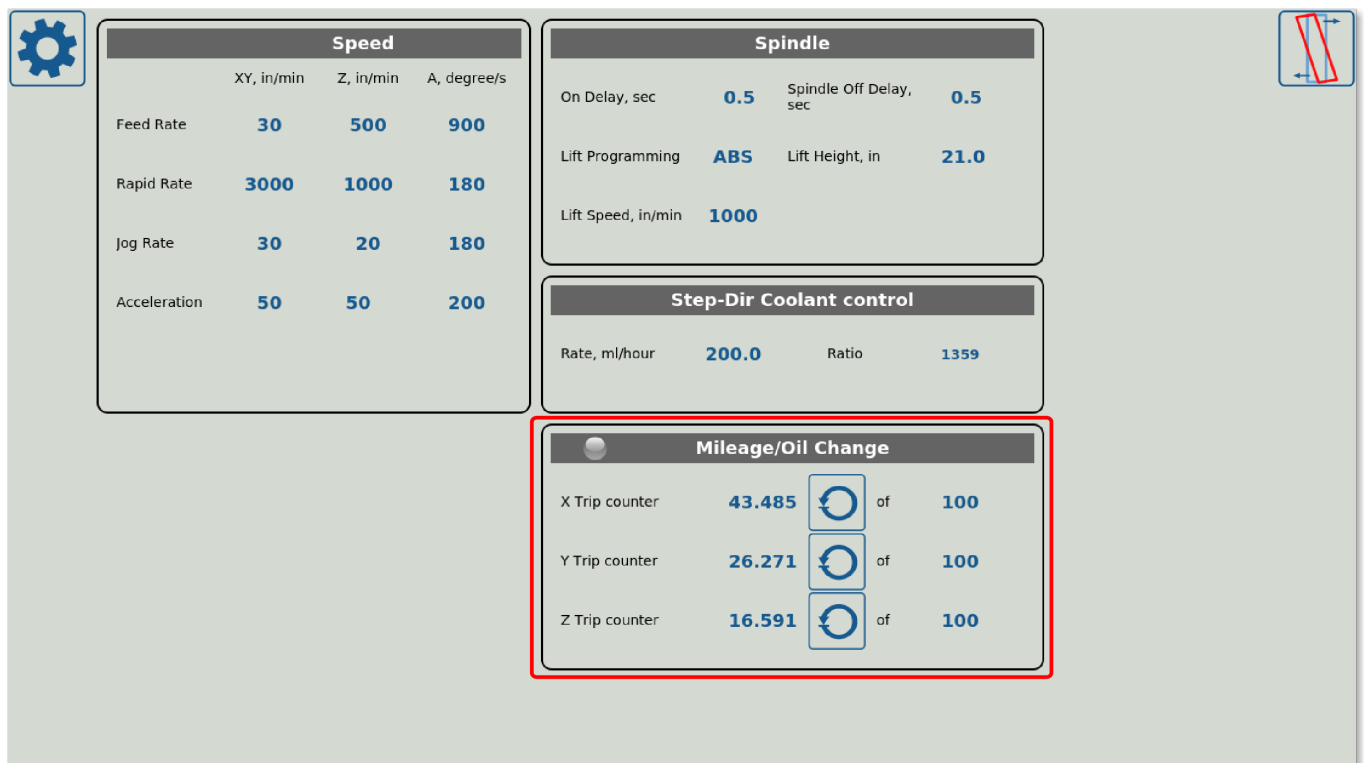 Speed
XY, in/min Z, in/min A, degree/s
Feed Rate 30 500 900
Rapid Rate 3000 1000 180
Jog Rate 30 20 180
Acceleration 50 50 200
Spindle
On Delay, sec 0.5 Spindle Off Delay, sec 0.5
Lift Programming ABS Lift Height, in 21.0
Lift Speed, in/min 1000
Step-Dir Coolant control
Rate, ml/hour 200.0 Ratio 1359
Mileage/Oil Change
X Trip counter 43.485 of 100
Y Trip counter 26.271 of 100
Z Trip counter 16.591 of 100